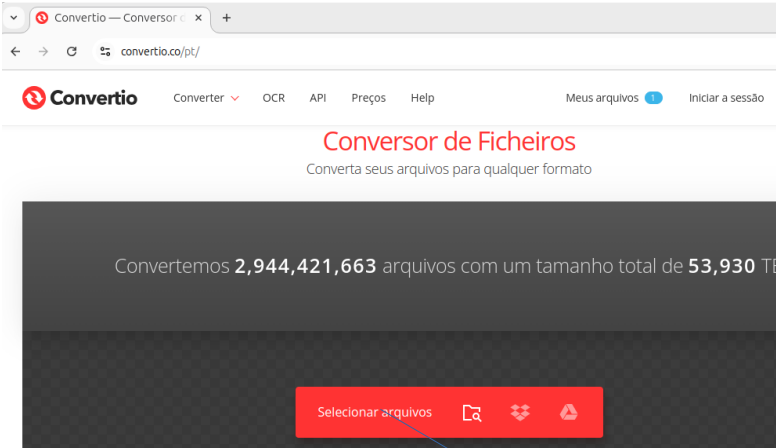 Convertio — Conversor d
convertio.co/pt/
Convertio Converter OCR API Preços Help Meus arquivos 1 Iniciar a sessão
Conversor de Ficheiros
Converta seus arquivos para qualquer formato
Convertemos 2,944,421,663 arquivos com um tamanho total de 53,930 TB
Selecionar arquivos